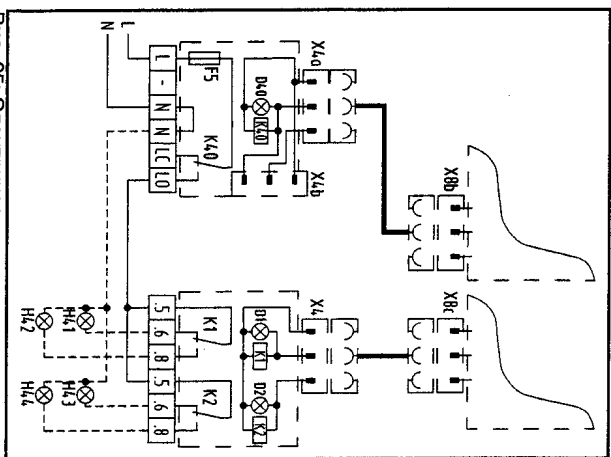 X8b
X8c
X4a
X4b
X4
D40
K40
F5
K40
D1
K1
D2
K2
K1
K2
L
N
L - N N LC LO
.5 .6 .8 .5 .6 .8
H41
H42
H43
H44